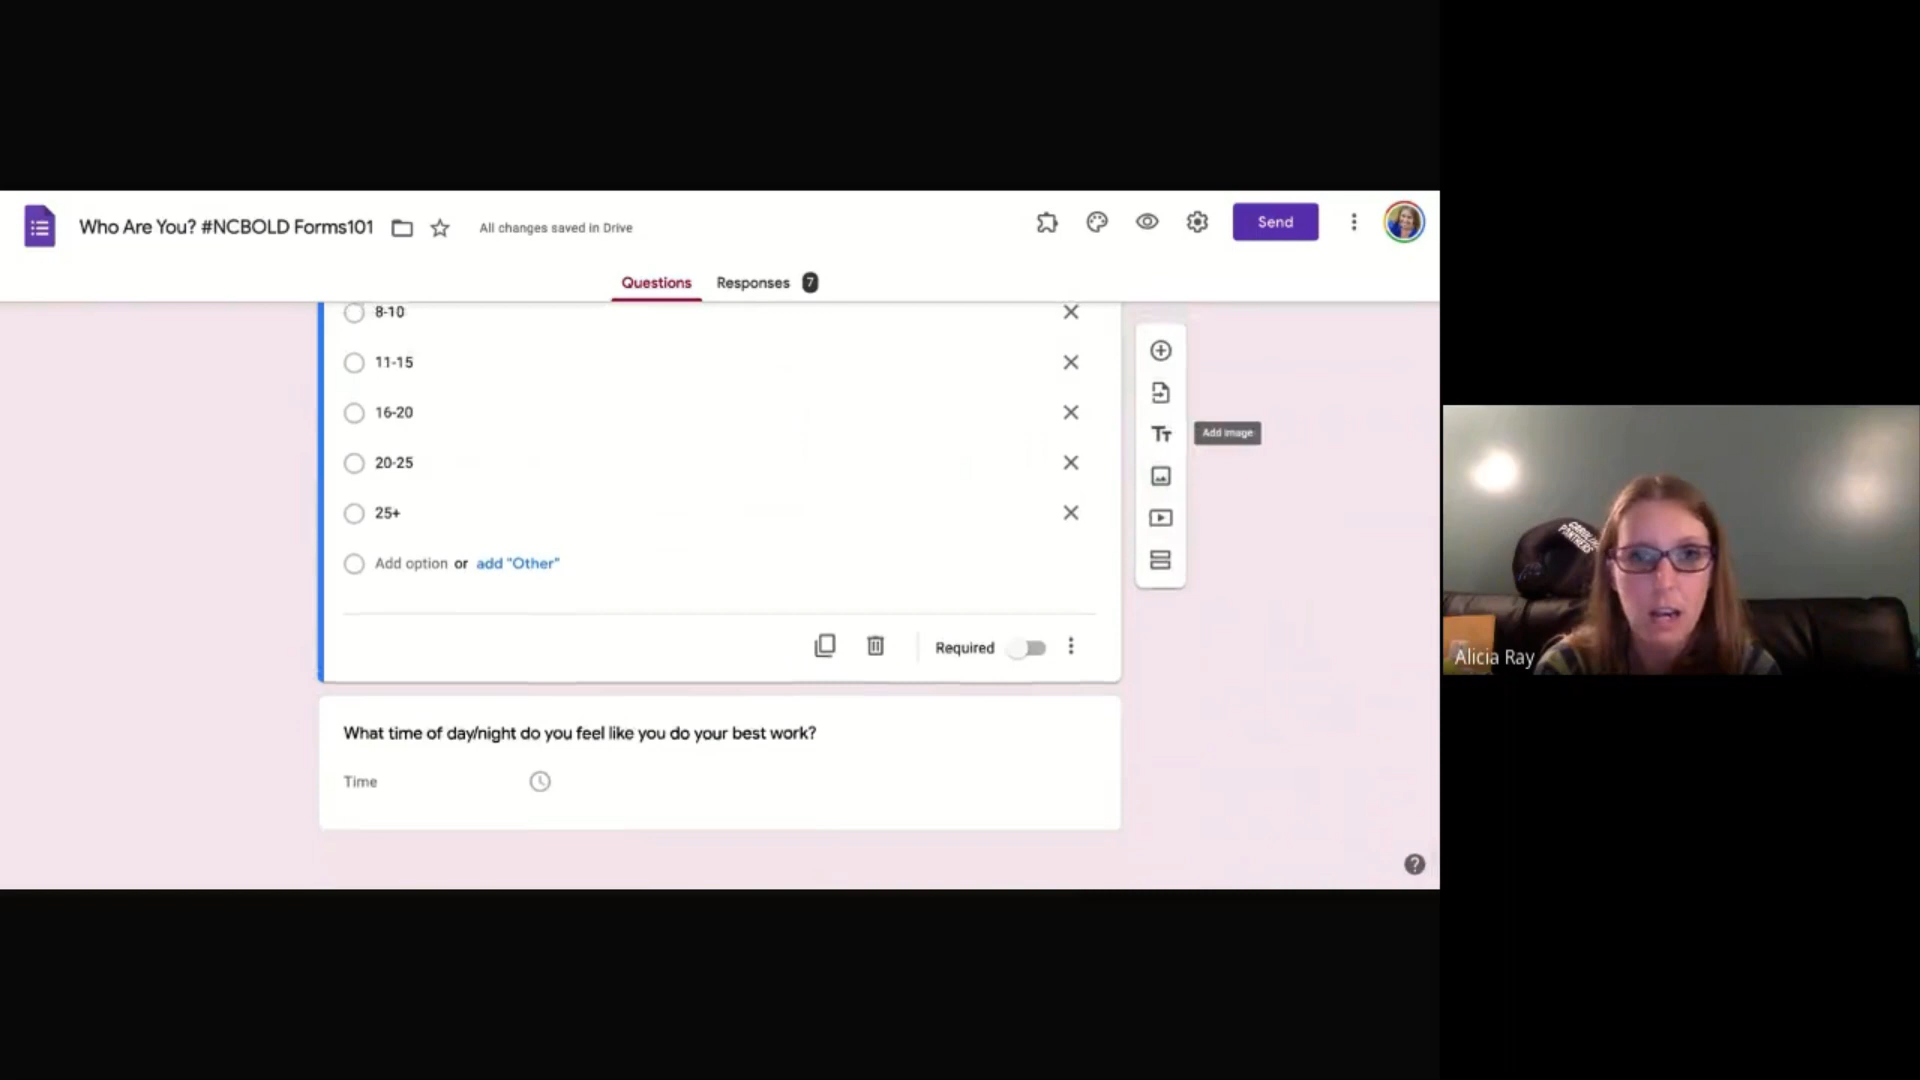 Who Are You? #NCBOLD Forms101
All changes saved in Drive
Send
Questions
Responses 7
8-10
11-15
16-20
20-25
25+
Add option or add "Other"
Add image
Required
What time of day/night do you feel like you do your best work?
Time
CAROLINA
PANTHERS
Alicia Ray